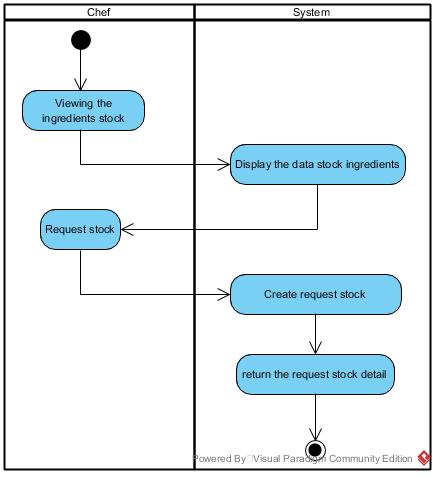 Chef
System
Viewing the
ingredients stock
Display the data stock ingredients
Request stock
Create request stock
return the request stock detail
Powered By Visual Paradigm Community Edition